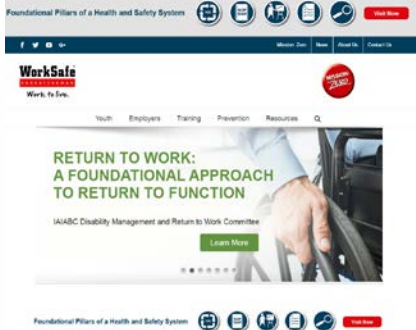 Foundational Pillars of a Health and Safety System
Visit Now
Mission: Zero
News
About Us
Contact Us
WorkSafe
Work to live.
MISSION:
ZERO
Youth
Employers
Training
Prevention
Resources
RETURN TO WORK:
A FOUNDATIONAL APPROACH
TO RETURN TO FUNCTION
IAIABC Disability Management and Return to Work Committee
Learn More
Foundational Pillars of a Health and Safety System
Visit Now